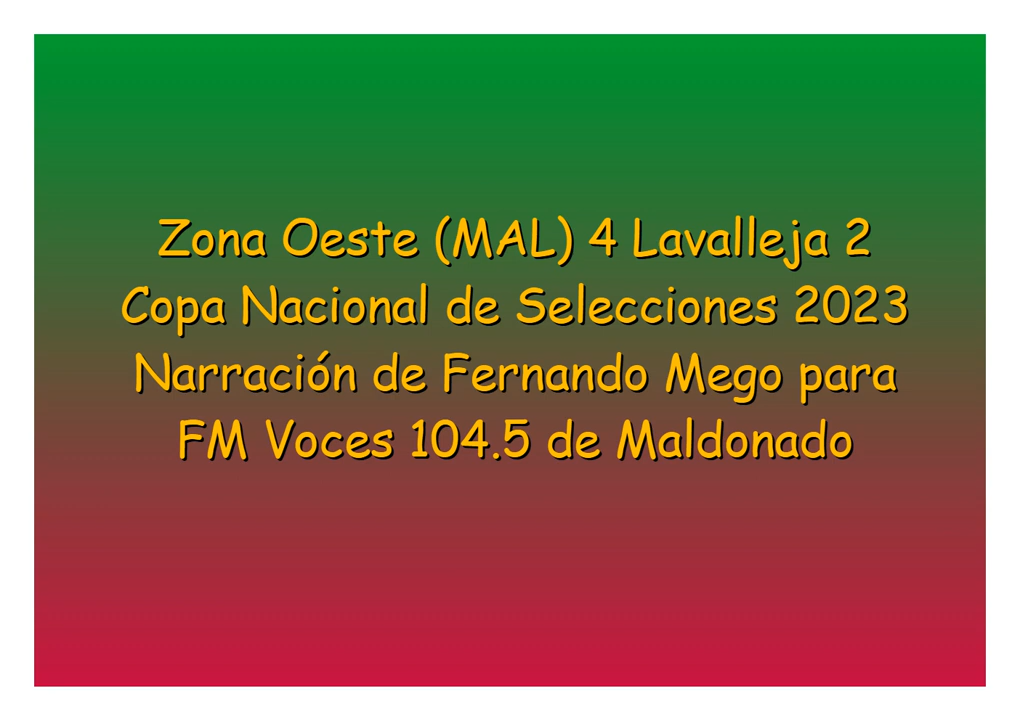 Zona Oeste (MAL) 4 Lavalleja 2
Copa Nacional de Selecciones 2023
Narración de Fernando Mego para
FM Voces 104.5 de Maldonado